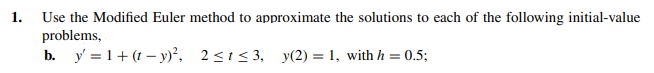 1. Use the Modified Euler method to approximate the solutions to each of the following initial-value
problems,
b. y′ = 1 + (t − y)², 2 ≤ t ≤ 3, y(2) = 1, with h = 0.5;